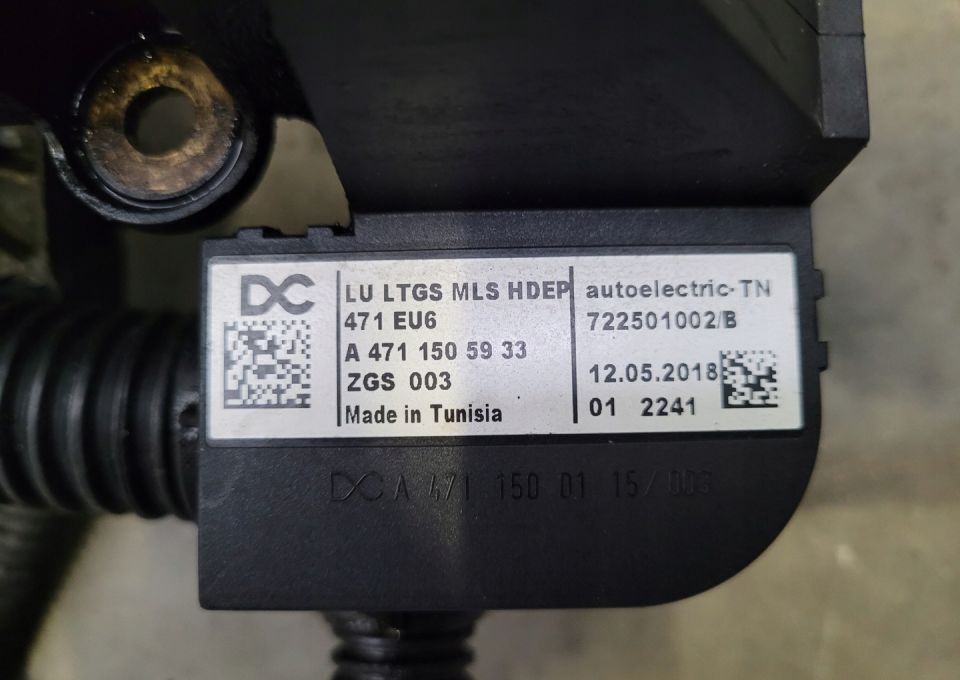 DC
LU LTGS MLS HDEP
471 EU6
A 471 150 59 33
ZGS 003
Made in Tunisia
autoelectric-TN
722501002/B
12.05.2018
01 2241
DC A 471 150 01 15/003